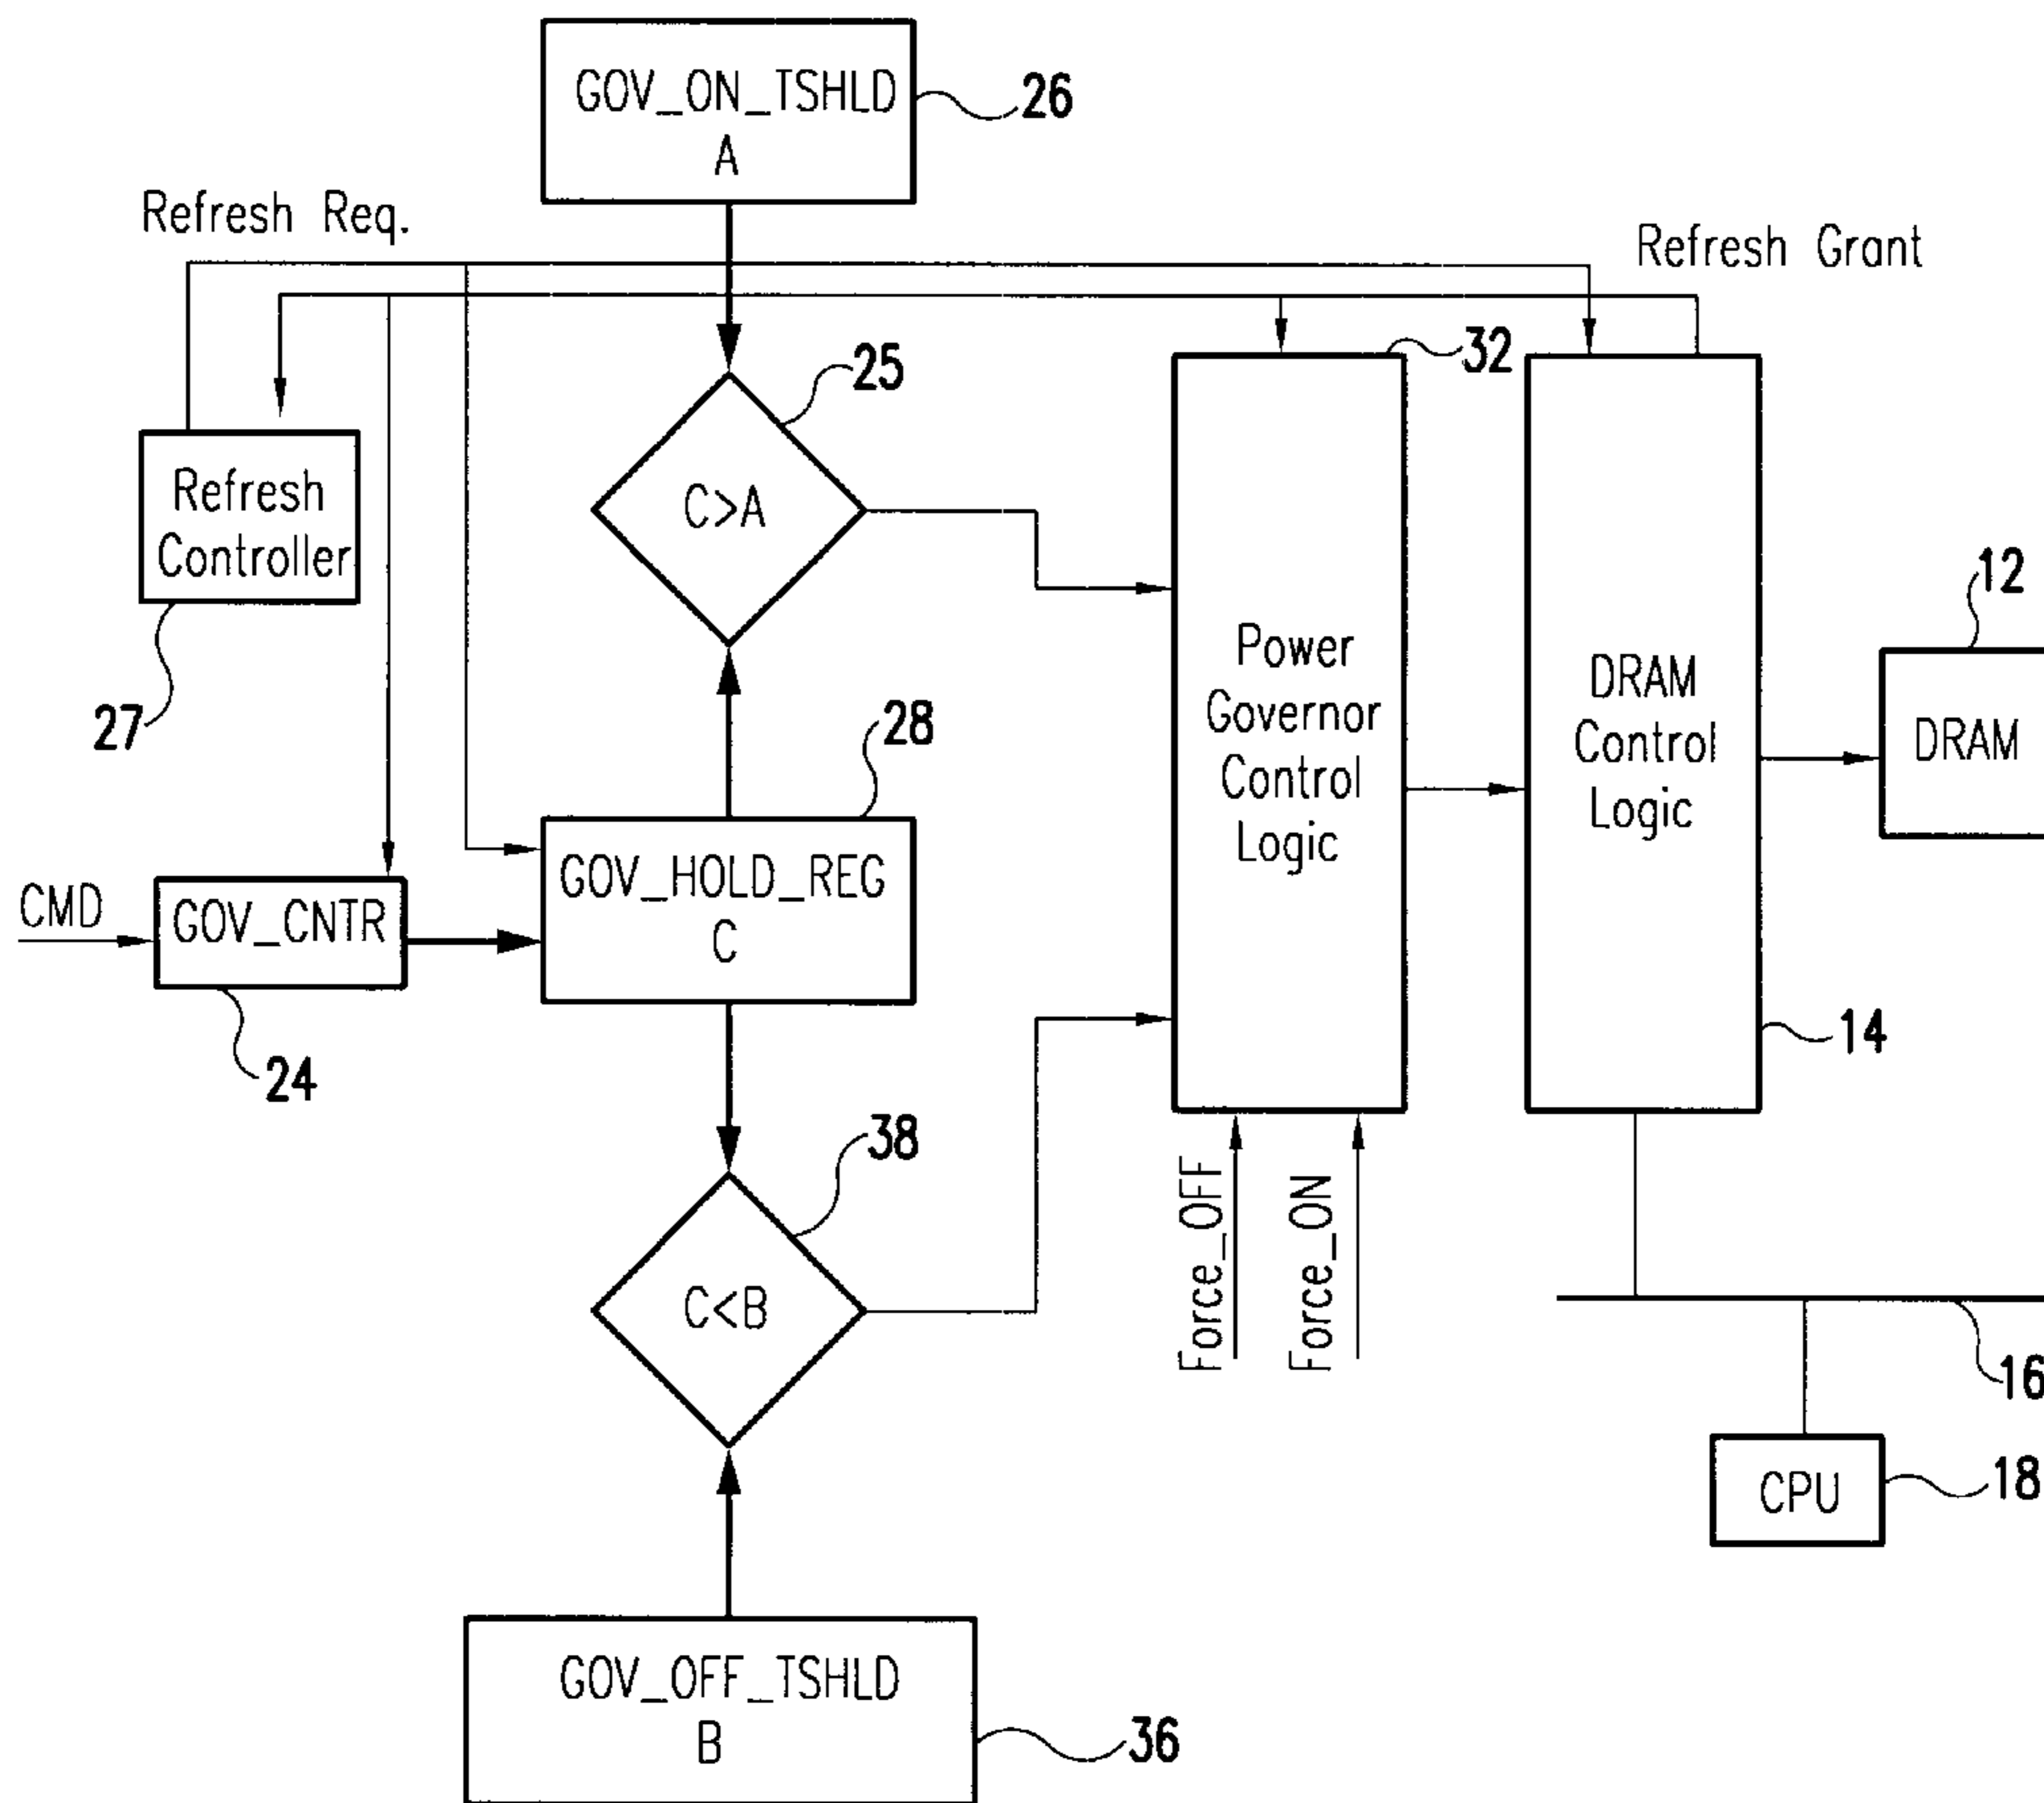 GOV_ON_TSHLD
A
26
Refresh Req.
Refresh Grant
32
25
C>A
Refresh
Controller
27
12
DRAM
Power
Governor
Control
Logic
DRAM
Control
Logic
28
GOV_HOLD_REG
C
CMD
GOV_CNTR
24
14
38
C<B
Force_OFF
Force_ON
16
CPU
18
GOV_OFF_TSHLD
B
36